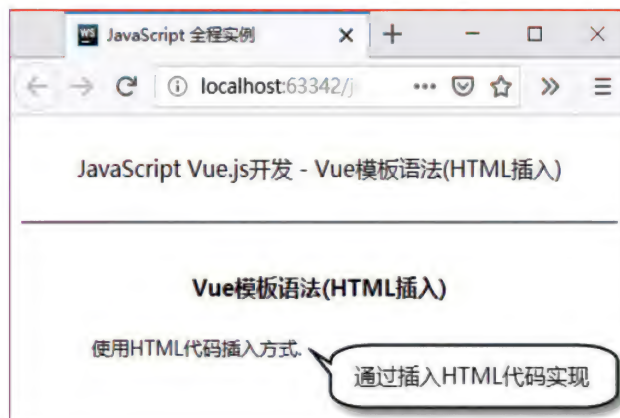 WS JavaScript 全程实例
localhost:63342/j
JavaScript Vue.js开发 - Vue模板语法(HTML插入)
Vue模板语法(HTML插入)
使用HTML代码插入方式.
通过插入HTML代码实现